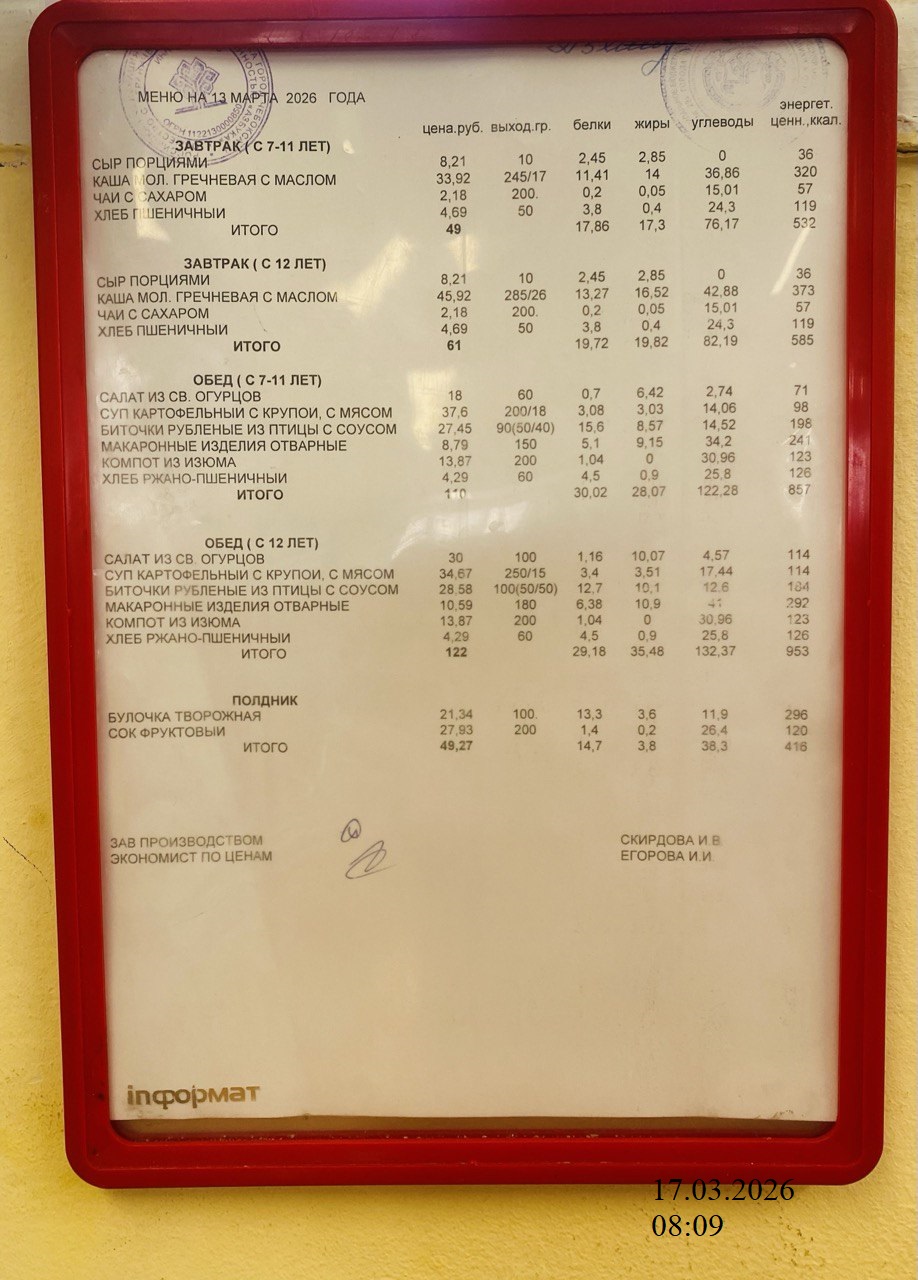 МЕНЮ НА 13 МАРТА 2026 ГОДА
цена.руб. выход.гр. белки жиры углеводы энергет. ценн.,ккал.
ЗАВТРАК ( С 7-11 ЛЕТ)
СЫР ПОРЦИЯМИ 8,21 10 2,45 2,85 0 36
КАША МОЛ. ГРЕЧНЕВАЯ С МАСЛОМ 33,92 245/17 11,41 14 36,86 320
ЧАЙ С САХАРОМ 2,18 200. 0,2 0,05 15,01 57
ХЛЕБ ПШЕНИЧНЫЙ 4,69 50 3,8 0,4 24,3 119
ИТОГО 49 17,86 17,3 76,17 532
ЗАВТРАК ( С 12 ЛЕТ)
СЫР ПОРЦИЯМИ 8,21 10 2,45 2,85 0 36
КАША МОЛ. ГРЕЧНЕВАЯ С МАСЛОМ 45,92 285/26 13,27 16,52 42,88 373
ЧАЙ С САХАРОМ 2,18 200. 0,2 0,05 15,01 57
ХЛЕБ ПШЕНИЧНЫЙ 4,69 50 3,8 0,4 24,3 119
ИТОГО 61 19,72 19,82 82,19 585
ОБЕД ( С 7-11 ЛЕТ)
САЛАТ ИЗ СВ. ОГУРЦОВ 18 60 0,7 6,42 2,74 71
СУП КАРТОФЕЛЬНЫЙ С КРУПОЙ, С МЯСОМ 37,6 200/18 3,08 3,03 14,06 98
БИТОЧКИ РУБЛЕНЫЕ ИЗ ПТИЦЫ С СОУСОМ 27,45 90(50/40) 15,6 8,57 14,52 198
МАКАРОННЫЕ ИЗДЕЛИЯ ОТВАРНЫЕ 8,79 150 5,1 9,15 34,2 241
КОМПОТ ИЗ ИЗЮМА 13,87 200 1,04 0 30,96 123
ХЛЕБ РЖАНО-ПШЕНИЧНЫЙ 4,29 60 4,5 0,9 25,8 126
ИТОГО 110 30,02 28,07 122,28 857
ОБЕД ( С 12 ЛЕТ)
САЛАТ ИЗ СВ. ОГУРЦОВ 30 100 1,16 10,07 4,57 114
СУП КАРТОФЕЛЬНЫЙ С КРУПОЙ, С МЯСОМ 34,67 250/15 3,4 3,51 17,44 114
БИТОЧКИ РУБЛЕНЫЕ ИЗ ПТИЦЫ С СОУСОМ 28,58 100(50/50) 12,7 10,1 12,6 184
МАКАРОННЫЕ ИЗДЕЛИЯ ОТВАРНЫЕ 10,59 180 6,38 10,9 41 292
КОМПОТ ИЗ ИЗЮМА 13,87 200 1,04 0 30,96 123
ХЛЕБ РЖАНО-ПШЕНИЧНЫЙ 4,29 60 4,5 0,9 25,8 126
ИТОГО 122 29,18 35,48 132,37 953
ПОЛДНИК
БУЛОЧКА ТВОРОЖНАЯ 21,34 100. 13,3 3,6 11,9 296
СОК ФРУКТОВЫЙ 27,93 200 1,4 0,2 26,4 120
ИТОГО 49,27 14,7 3,8 38,3 416
ЗАВ ПРОИЗВОДСТВОМ СКИРДОВА И.В.
ЭКОНОМИСТ ПО ЦЕНАМ ЕГОРОВА И.И.
inформат
17.03.2026
08:09